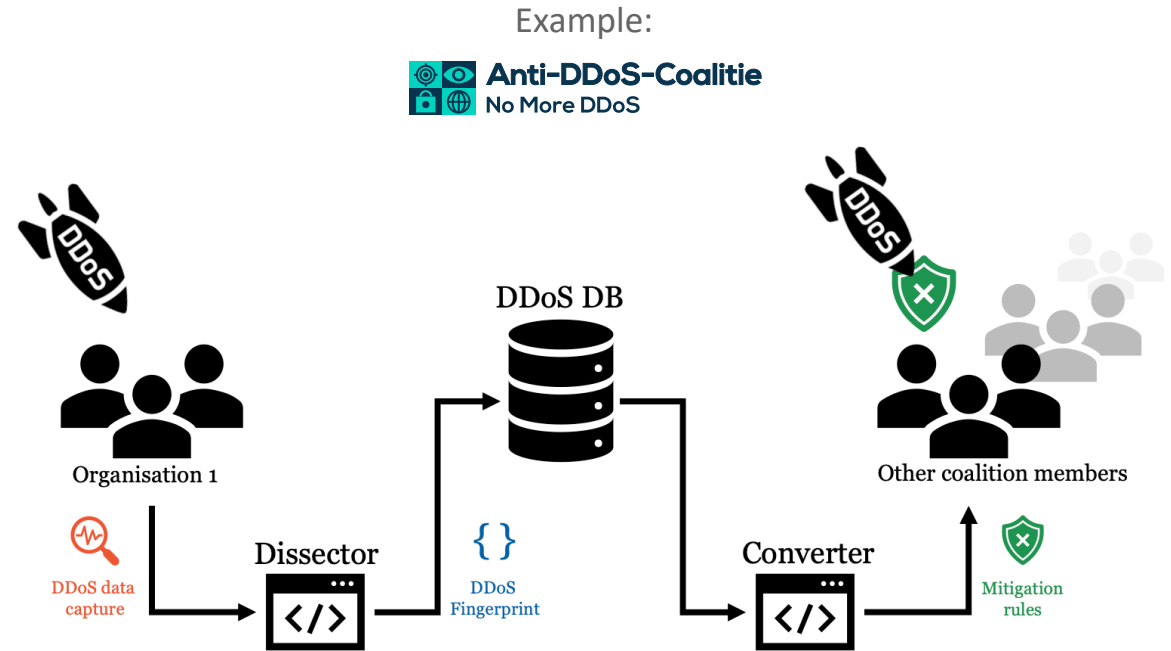 Example:
Anti-DDoS-Coalitie
No More DDoS
DDoS
DDoS
DDoS DB
Organisation 1
Other coalition members
DDoS data
capture
Dissector
</>
{ }
DDoS
Fingerprint
Converter
</>
Mitigation
rules